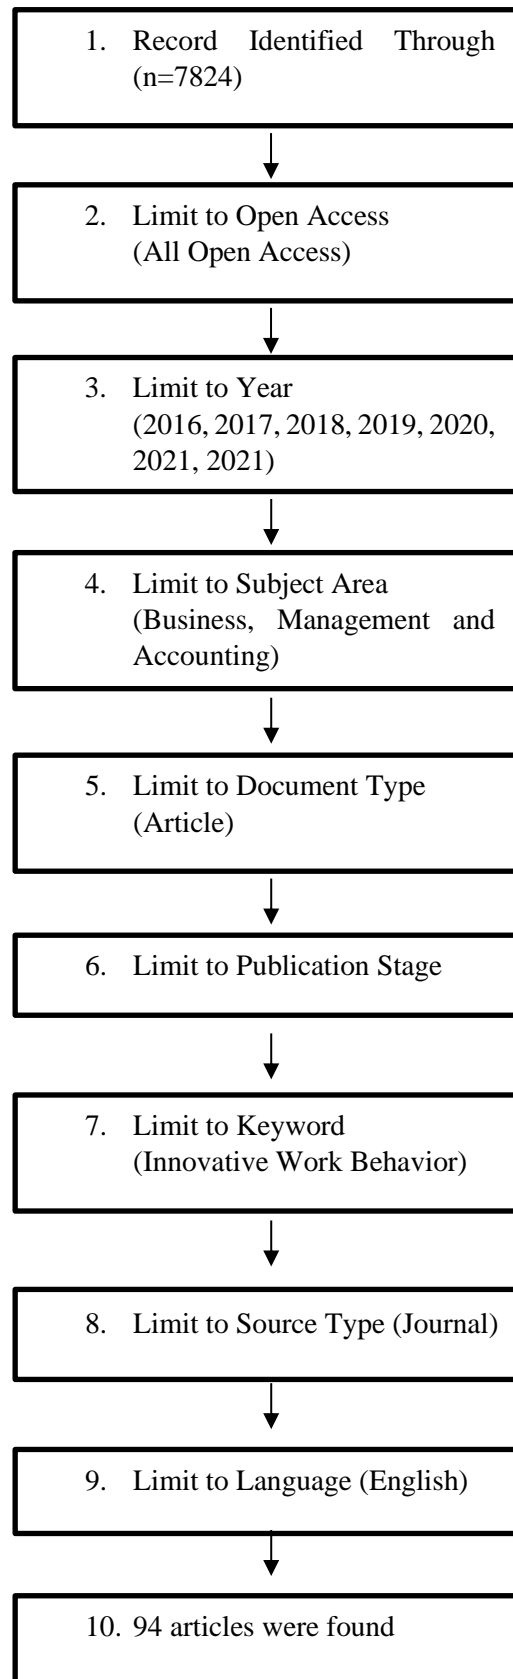 1. Record Identified Through
(n=7824)
2. Limit to Open Access
(All Open Access)
3. Limit to Year
(2016, 2017, 2018, 2019, 2020,
2021, 2021)
4. Limit to Subject Area
(Business, Management and
Accounting)
5. Limit to Document Type
(Article)
6. Limit to Publication Stage
7. Limit to Keyword
(Innovative Work Behavior)
8. Limit to Source Type (Journal)
9. Limit to Language (English)
10. 94 articles were found